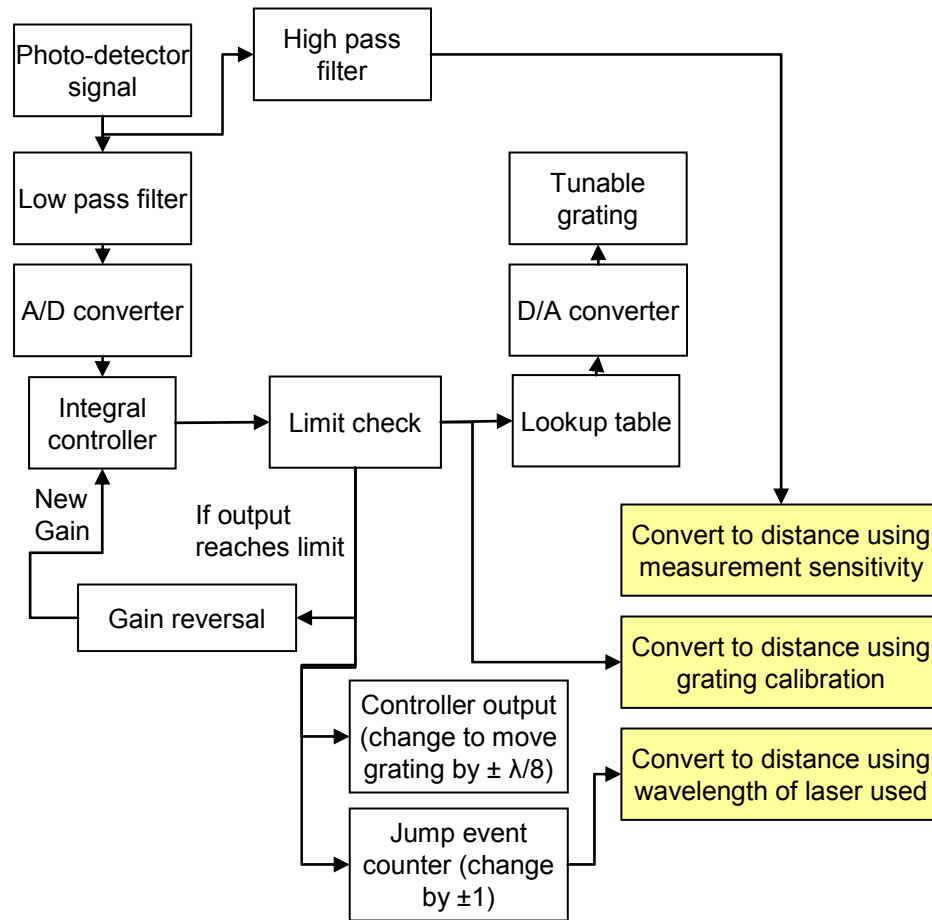 Photo-detector
signal
High pass
filter
Low pass filter
Tunable
grating
A/D converter
D/A converter
Integral
controller
Limit check
Lookup table
New
Gain
If output
reaches limit
Convert to distance using
measurement sensitivity
Gain reversal
Convert to distance using
grating calibration
Controller output
(change to move
grating by ± λ/8)
Convert to distance using
wavelength of laser used
Jump event
counter (change
by ±1)